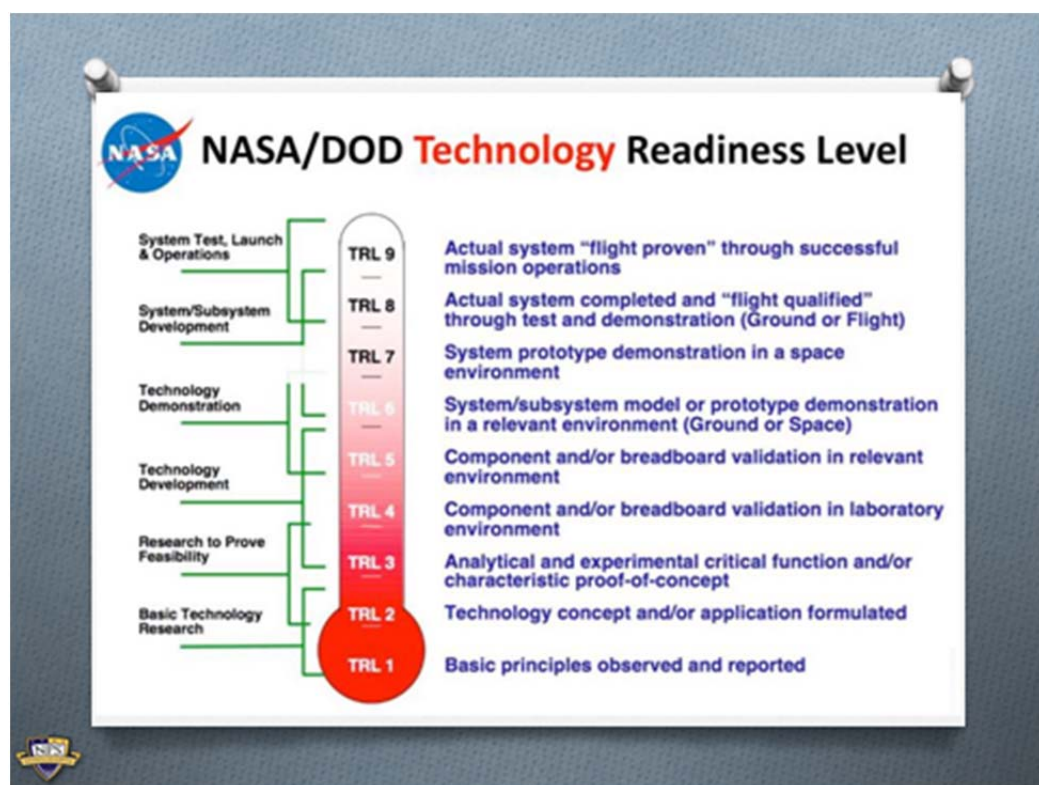 NASA
NASA/DOD Technology Readiness Level
System Test, Launch
& Operations
System/Subsystem
Development
Technology
Demonstration
Technology
Development
Research to Prove
Feasibility
Basic Technology
Research
TRL 9
TRL 8
TRL 7
TRL 6
TRL 5
TRL 4
TRL 3
TRL 2
TRL 1
Actual system “flight proven” through successful
mission operations
Actual system completed and “flight qualified”
through test and demonstration (Ground or Flight)
System prototype demonstration in a space
environment
System/subsystem model or prototype demonstration
in a relevant environment (Ground or Space)
Component and/or breadboard validation in relevant
environment
Component and/or breadboard validation in laboratory
environment
Analytical and experimental critical function and/or
characteristic proof-of-concept
Technology concept and/or application formulated
Basic principles observed and reported
NPS